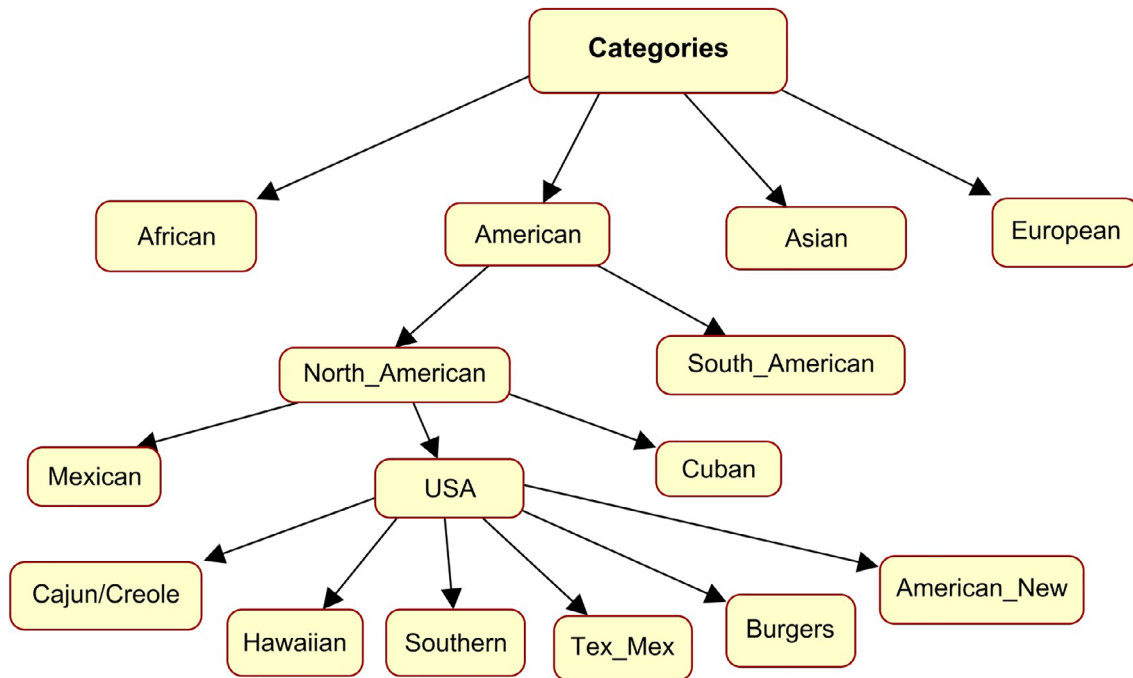 Categories
African
American
Asian
European
North_American
South_American
Mexican
USA
Cuban
Cajun/Creole
Hawaiian
Southern
Tex_Mex
Burgers
American_New